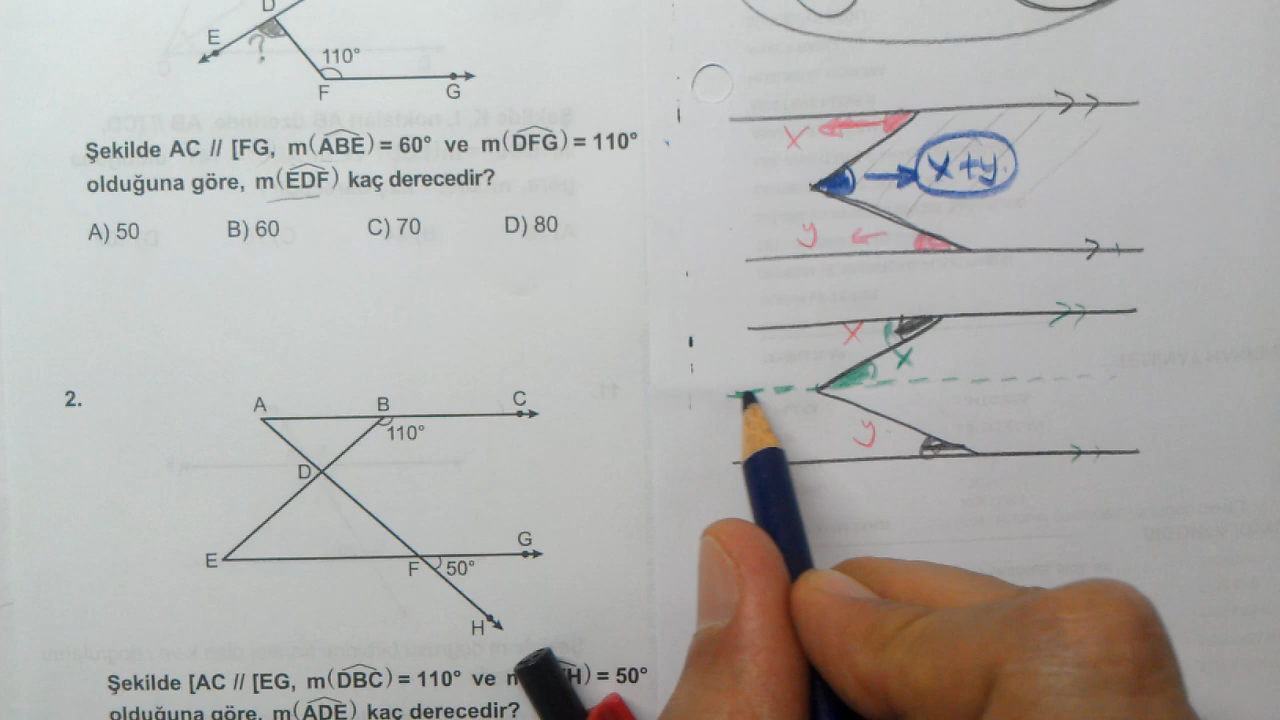 D
E
?
110°
F
G
Şekilde AC // [FG, m(ABE) = 60° ve m(DFG) = 110°
olduğuna göre, m(EDF) kaç derecedir?
A) 50 B) 60 C) 70 D) 80
2.
A
B
C
110°
D
E
G
F
50°
H
Şekilde [AC // [EG, m(DBC) = 110° ve H) = 50°
olduğuna göre, m(ADE) kaç derecedir?
x
x+y
y
x
x
y